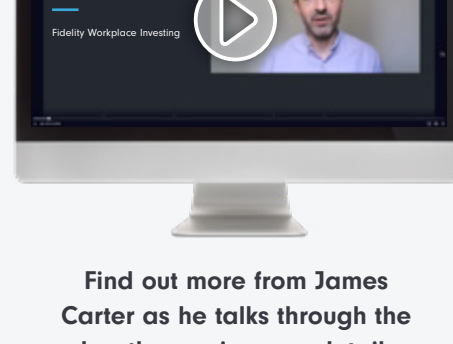 Fidelity Workplace Investing
Find out more from James
Carter as he talks through the